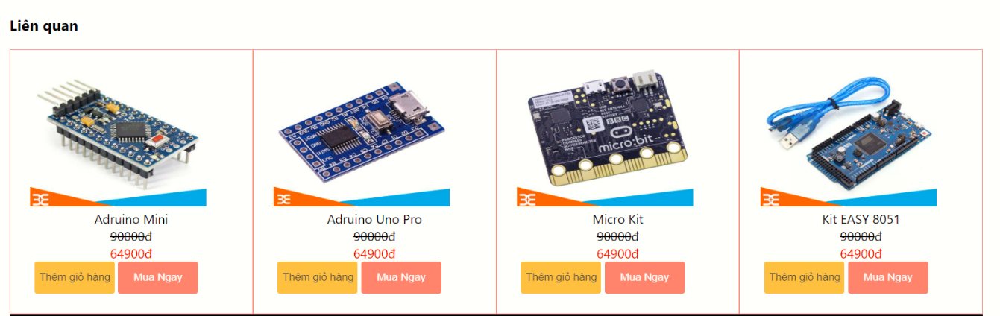 Liên quan
BBC
micro:bit
Adruino Mini
90000đ
64900đ
Thêm giỏ hàng
Mua Ngay
Adruino Uno Pro
90000đ
64900đ
Thêm giỏ hàng
Mua Ngay
Micro Kit
90000đ
64900đ
Thêm giỏ hàng
Mua Ngay
Kit EASY 8051
90000đ
64900đ
Thêm giỏ hàng
Mua Ngay